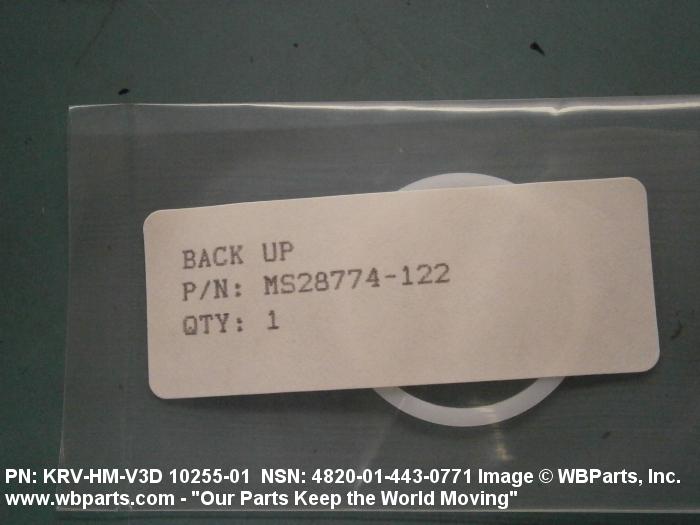 BACK UP
P/N: MS28774-122
QTY: 1
PN: KRV-HM-V3D 10255-01 NSN: 4820-01-443-0771 Image © WBParts, Inc.
www.wbparts.com - "Our Parts Keep the World Moving"